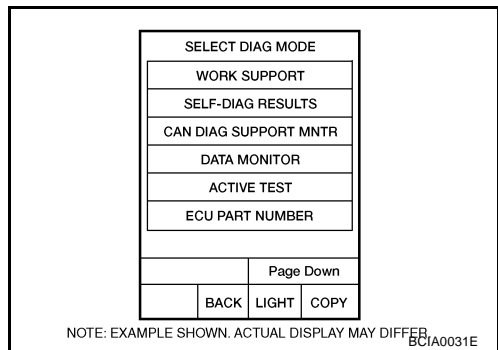 SELECT DIAG MODE
WORK SUPPORT
SELF-DIAG RESULTS
CAN DIAG SUPPORT MNTR
DATA MONITOR
ACTIVE TEST
ECU PART NUMBER
Page Down
BACK LIGHT COPY
NOTE: EXAMPLE SHOWN. ACTUAL DISPLAY MAY DIFFER.
BCIA0031E